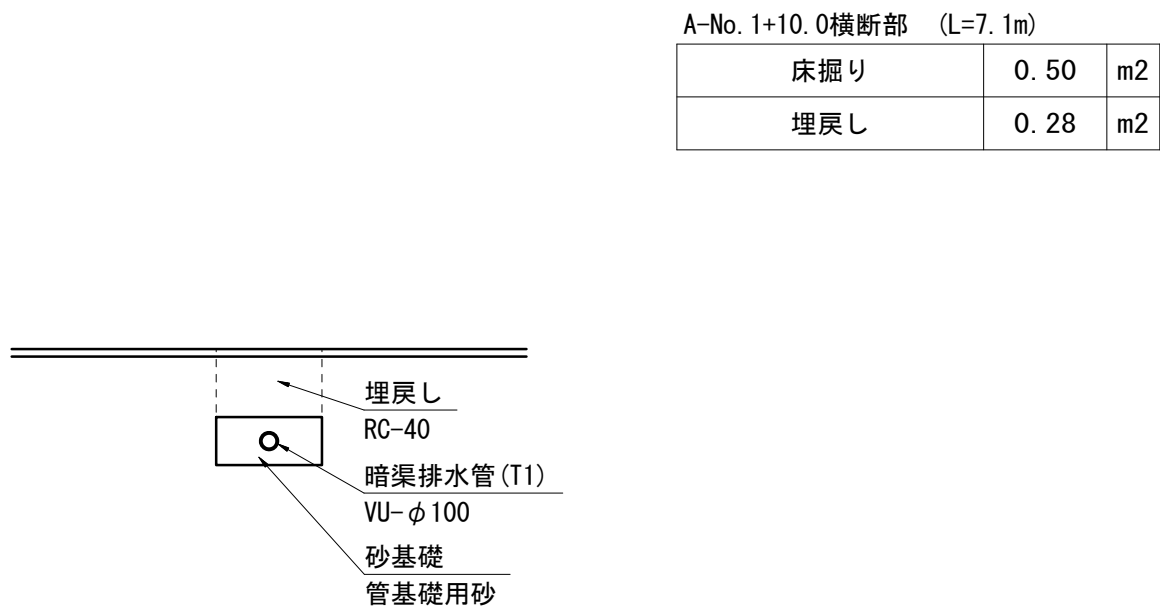 A-No.1+10.0横断部 (L=7.1m)
床掘り 0.50 m2
埋戻し 0.28 m2
埋戻し
RC-40
暗渠排水管(T1)
VU-φ100
砂基礎
管基礎用砂